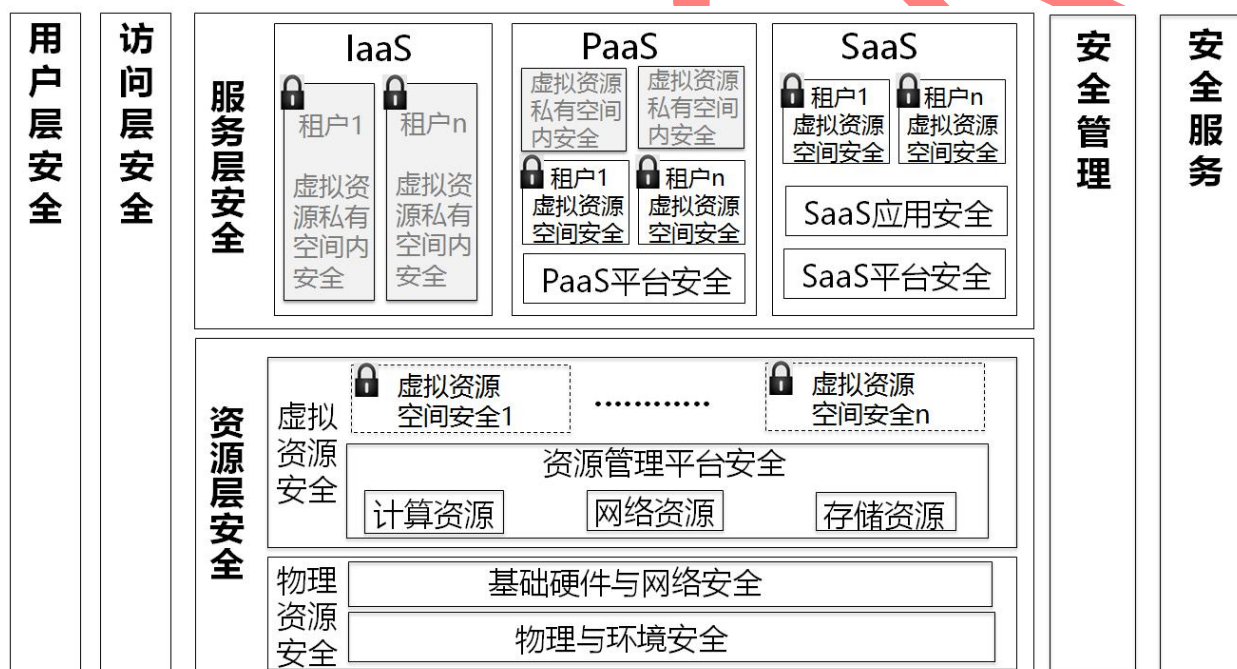 用户层安全
访问层安全
服务层安全
IaaS
租户1
虚拟资
源私有
空间内
安全
租户n
虚拟资
源私有
空间内
安全
PaaS
虚拟资源
私有空间
内安全
虚拟资源
私有空间
内安全
租户1
虚拟资源
空间安全
租户n
虚拟资源
空间安全
PaaS平台安全
SaaS
租户1
虚拟资源
空间安全
租户n
虚拟资源
空间安全
SaaS应用安全
SaaS平台安全
资源层安全
虚拟
资源
安全
虚拟资源
空间安全1
............
虚拟资源
空间安全n
资源管理平台安全
计算资源
网络资源
存储资源
物理
资源
安全
基础硬件与网络安全
物理与环境安全
安全管理
安全服务